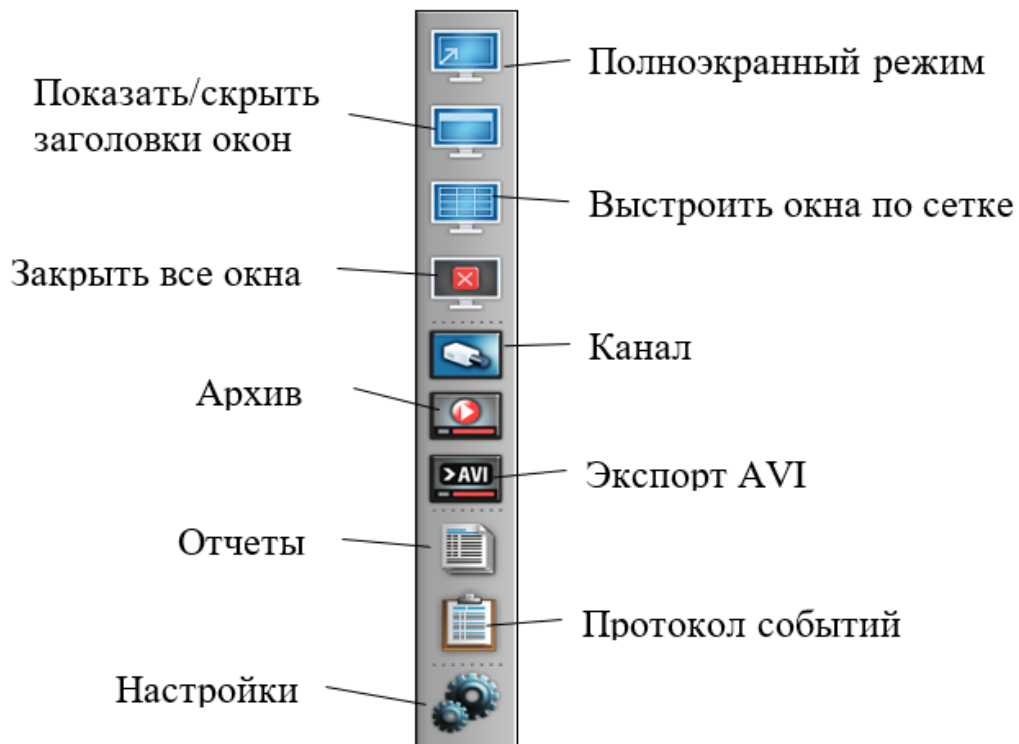 Полноэкранный режим
Показать/скрыть
заголовки окон
Выстроить окна по сетке
Закрыть все окна
Канал
Архив
>AVI
Экспорт AVI
Отчеты
Протокол событий
Настройки